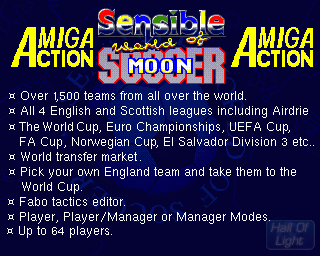 AMIGA ACTION
Sensible
world of
SOCCER
MOON
AMIGA ACTION
¤ Over 1,500 teams from all over the world.
¤ All 4 English and Scottish leagues including Airdrie
¤ The World Cup, Euro Championships, UEFA Cup,
FA Cup, Norwegian Cup, El Salvador Division 3 etc..
¤ World transfer market.
¤ Pick your own England team and take them to the
World Cup.
¤ Fabo tactics editor.
¤ Player, Player/Manager or Manager Modes.
¤ Up to 64 players.
Hall Of
Light